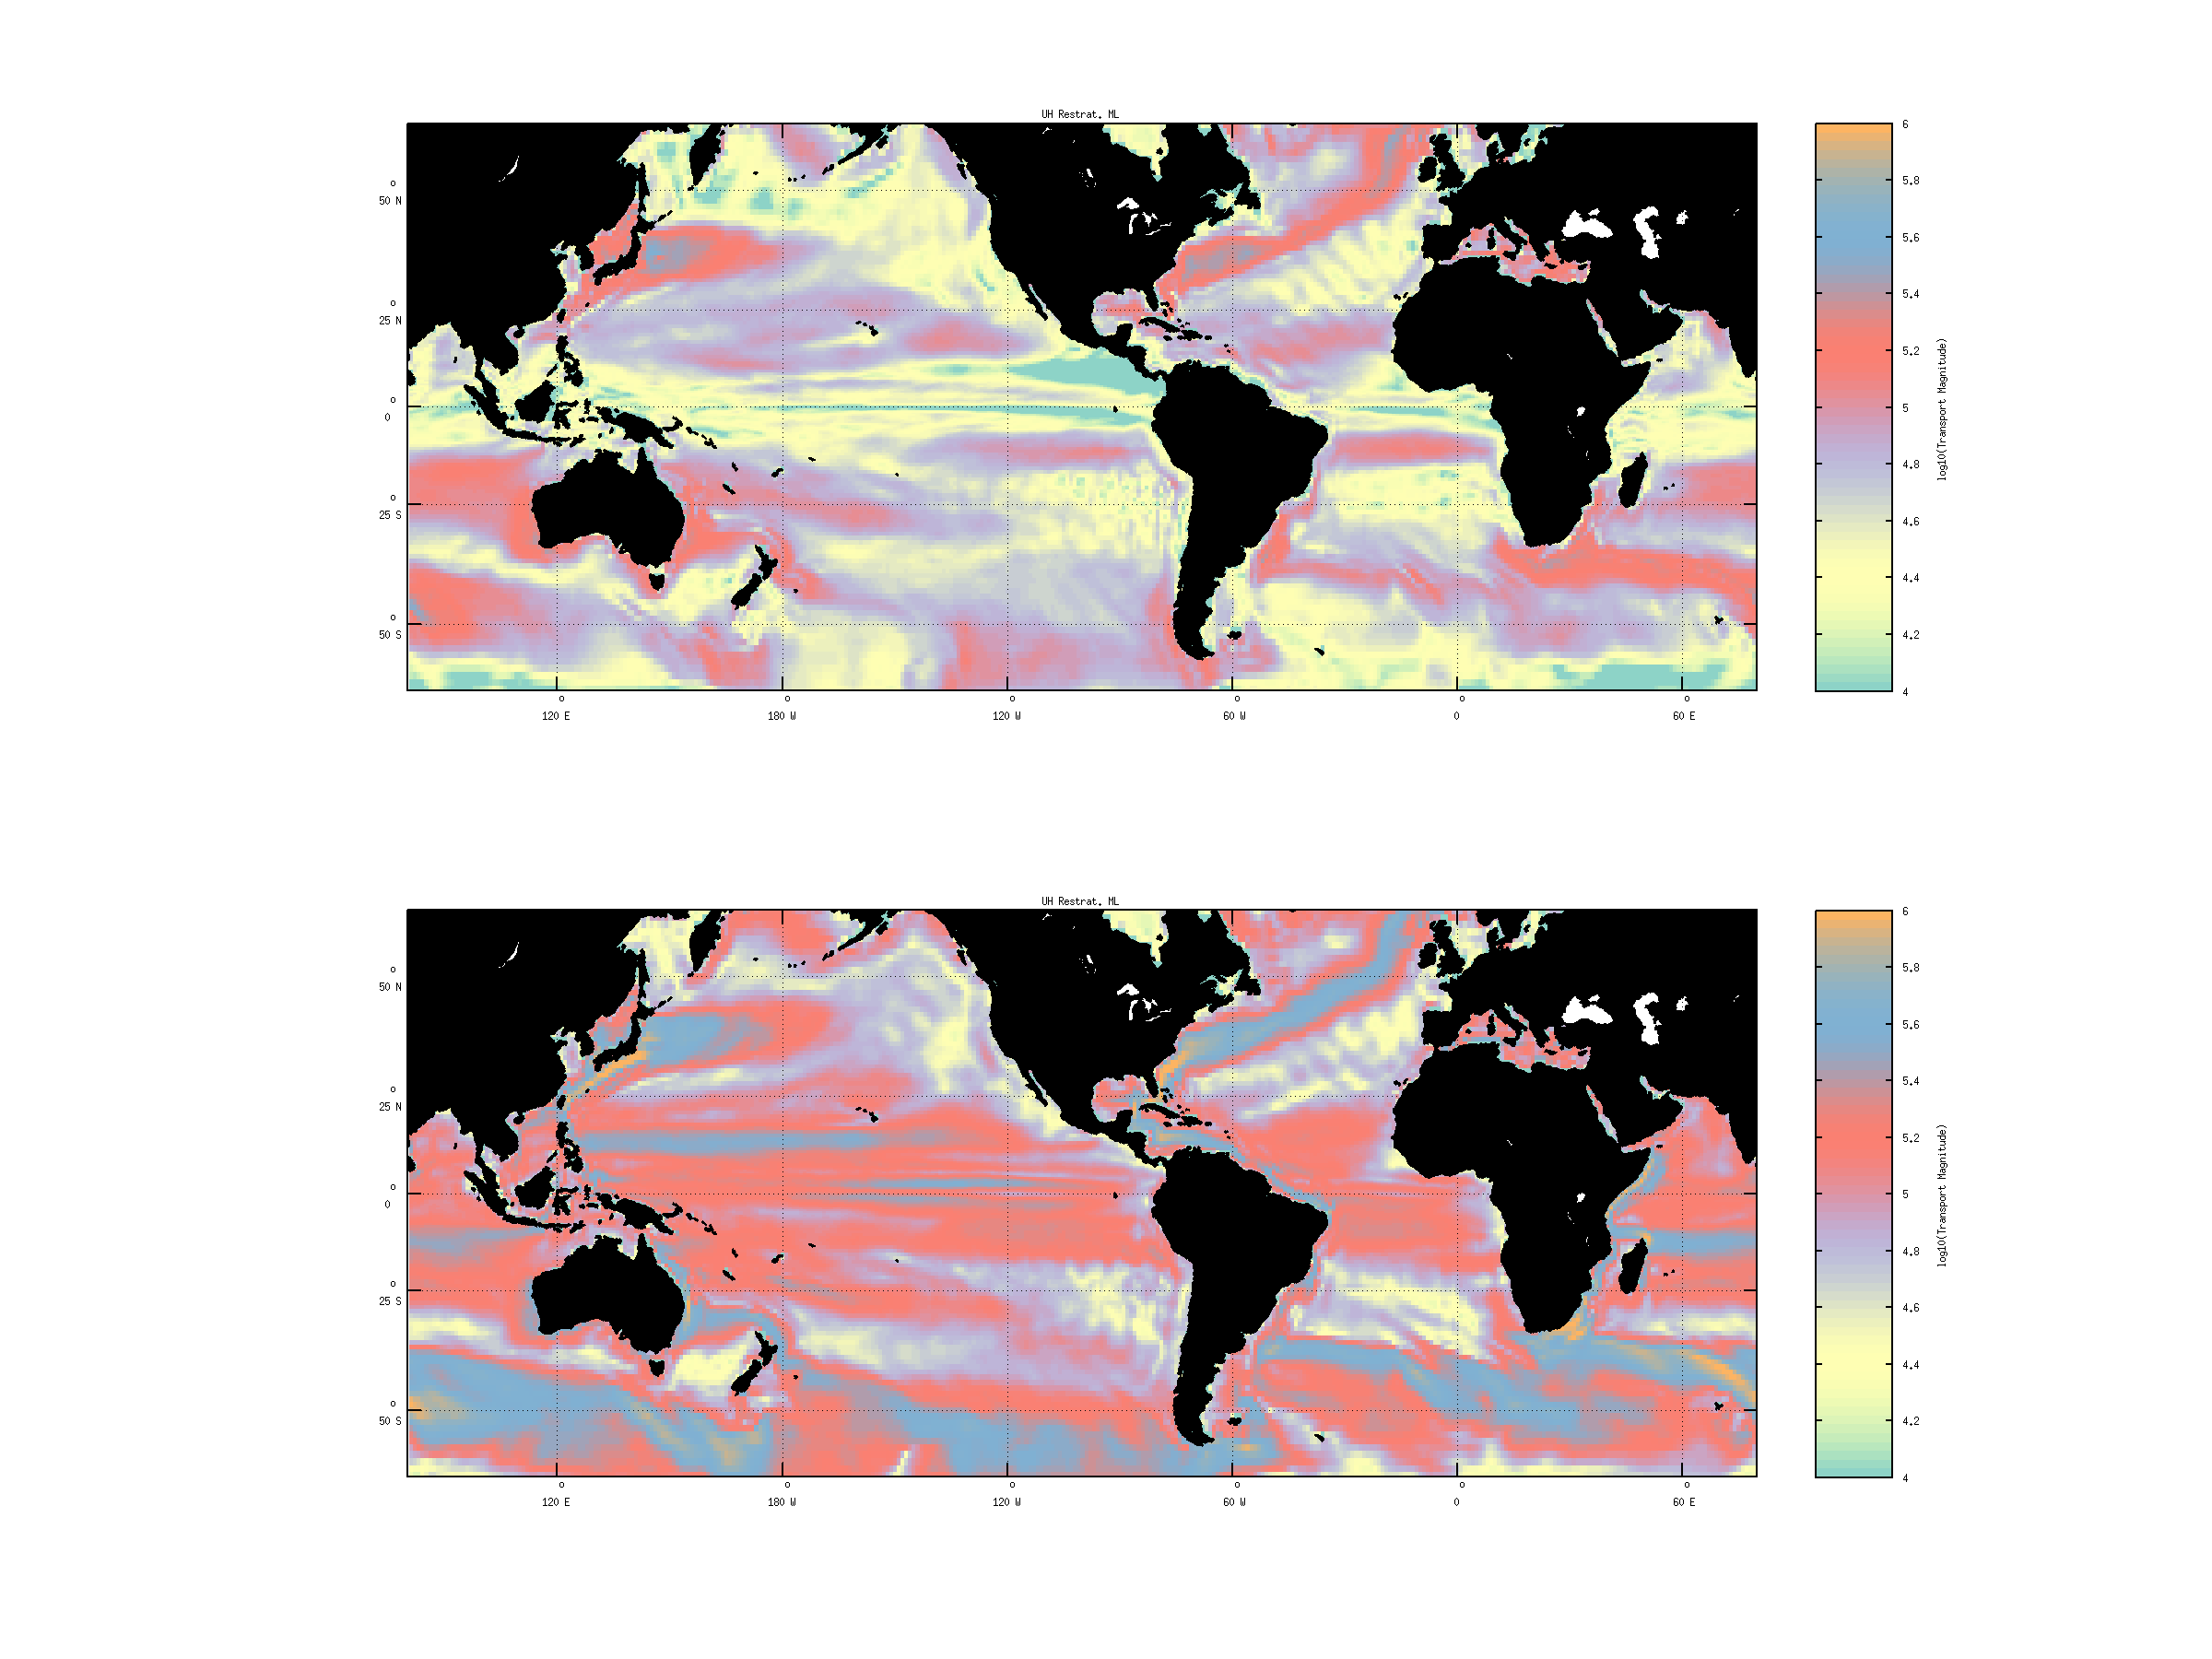 UH Restrat. ML
6
5.8
5.6
5.4
5.2
5
4.8
4.6
4.4
4.2
4
log10(Transport Magnitude)
o
50 N
o
25 N
o
0
o
25 S
o
50 S
o o o o o o
120 E 180 W 120 W 60 W 0 60 E
UH Restrat. ML
6
5.8
5.6
5.4
5.2
5
4.8
4.6
4.4
4.2
4
log10(Transport Magnitude)
o
50 N
o
25 N
o
0
o
25 S
o
50 S
o o o o o o
120 E 180 W 120 W 60 W 0 60 E